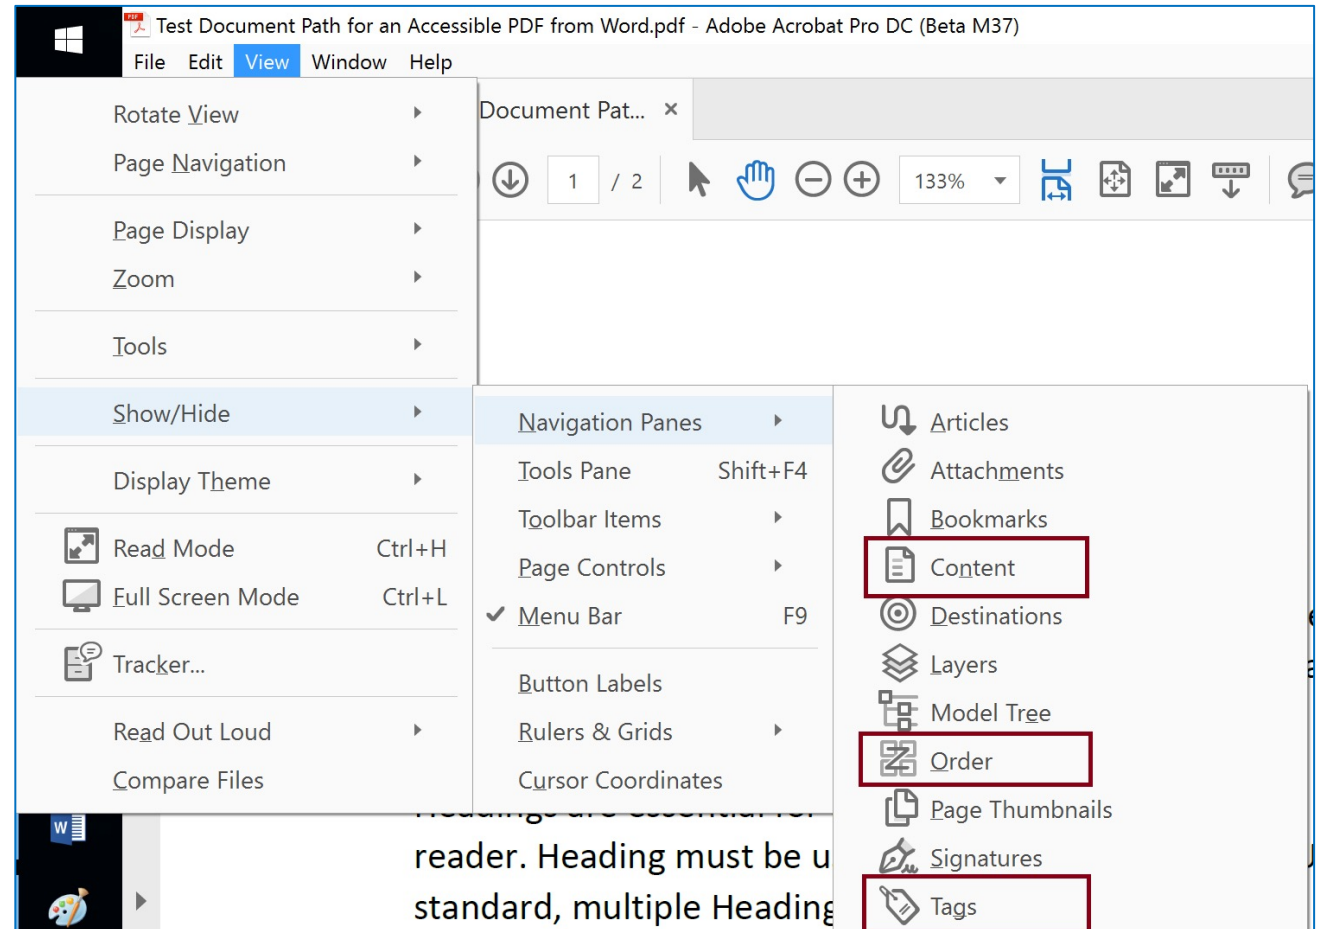 Test Document Path for an Accessible PDF from Word.pdf - Adobe Acrobat Pro DC (Beta M37)
File Edit View Window Help
Document Pat... ×
1 / 2 133%
Rotate View
Page Navigation
Page Display
Zoom
Tools
Show/Hide
Display Theme
Read Mode Ctrl+H
Full Screen Mode Ctrl+L
Tracker...
Read Out Loud
Compare Files
Navigation Panes
Tools Pane Shift+F4
Toolbar Items
Page Controls
Menu Bar F9
Button Labels
Rulers & Grids
Cursor Coordinates
Articles
Attachments
Bookmarks
Content
Destinations
Layers
Model Tree
Order
Page Thumbnails
Signatures
Tags
Headings are essential for
reader. Heading must be u
standard, multiple Heading